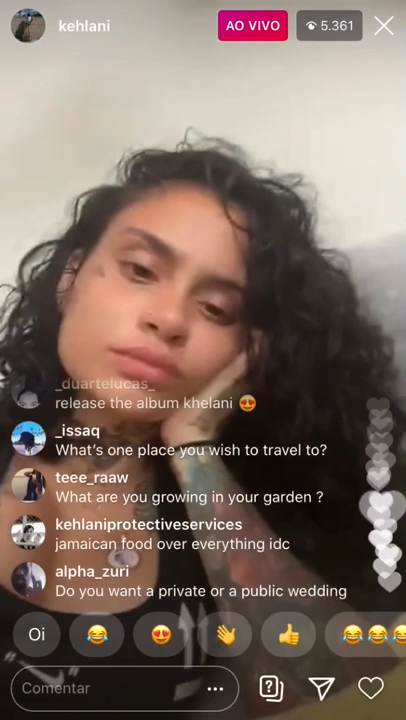 kehlani
AO VIVO
5.361
_duartelucas_
release the album khelani 😍
_issaq
What's one place you wish to travel to?
teee_raaw
What are you growing in your garden ?
kehlaniprotectiveservices
jamaican food over everything idc
alpha_zuri
Do you want a private or a public wedding
Oi 😂 😍 👋 👍 😂😂😂
Comentar